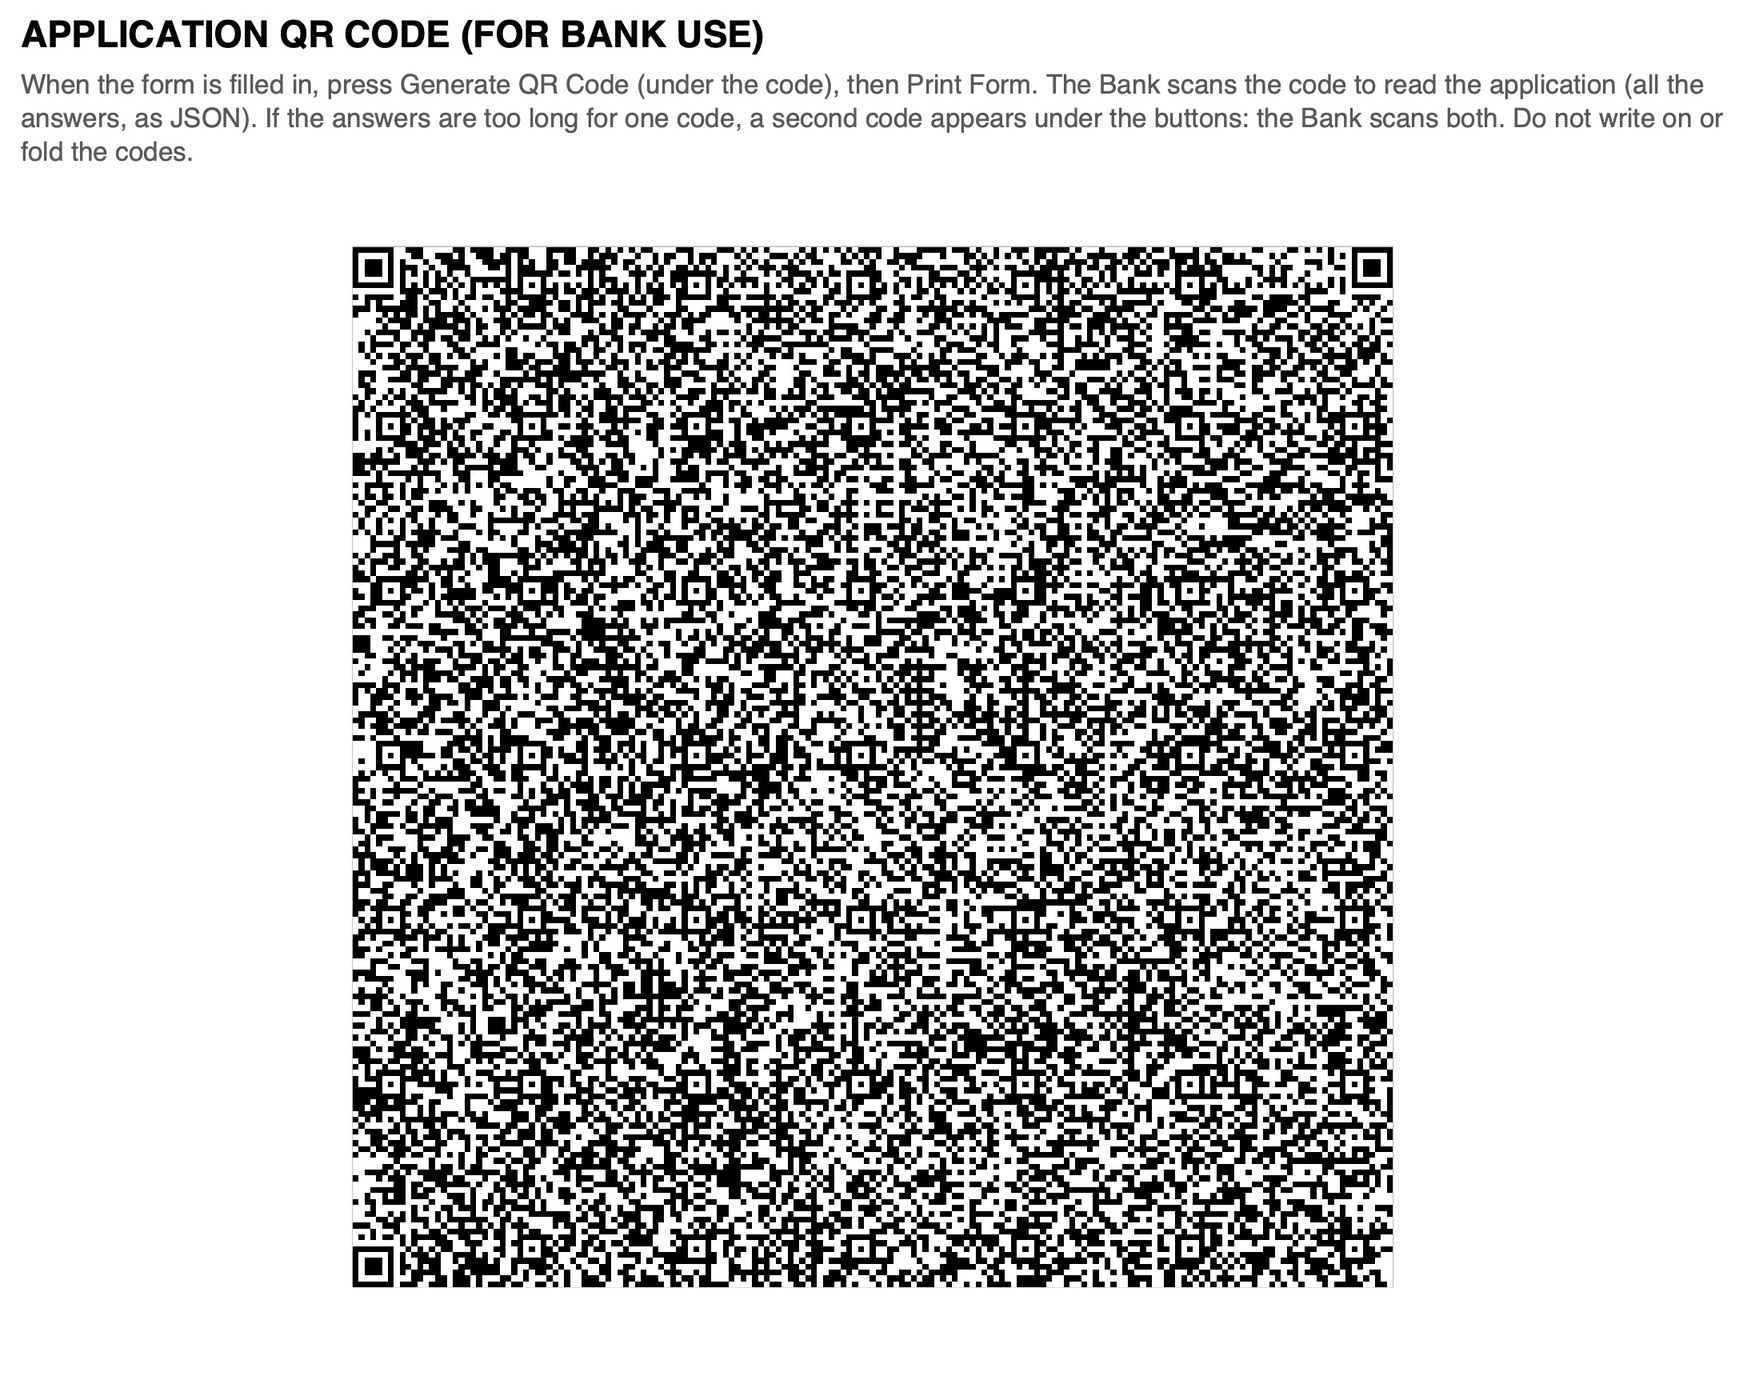 APPLICATION QR CODE (FOR BANK USE)
When the form is filled in, press Generate QR Code (under the code), then Print Form. The Bank scans the code to read the application (all the
answers, as JSON). If the answers are too long for one code, a second code appears under the buttons: the Bank scans both. Do not write on or
fold the codes.